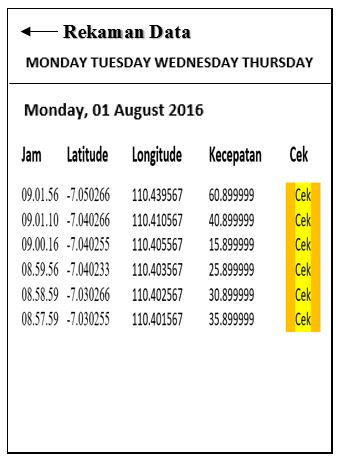 Rekaman Data
MONDAY TUESDAY WEDNESDAY THURSDAY
Monday, 01 August 2016
Jam Latitude Longitude Kecepatan Cek
09.01.56 -7.050266 110.439567 60.899999 Cek
09.01.10 -7.040266 110.410567 40.899999 Cek
09.00.16 -7.040255 110.405567 15.899999 Cek
08.59.56 -7.040233 110.403567 25.899999 Cek
08.58.59 -7.030266 110.402567 30.899999 Cek
08.57.59 -7.030255 110.401567 35.899999 Cek